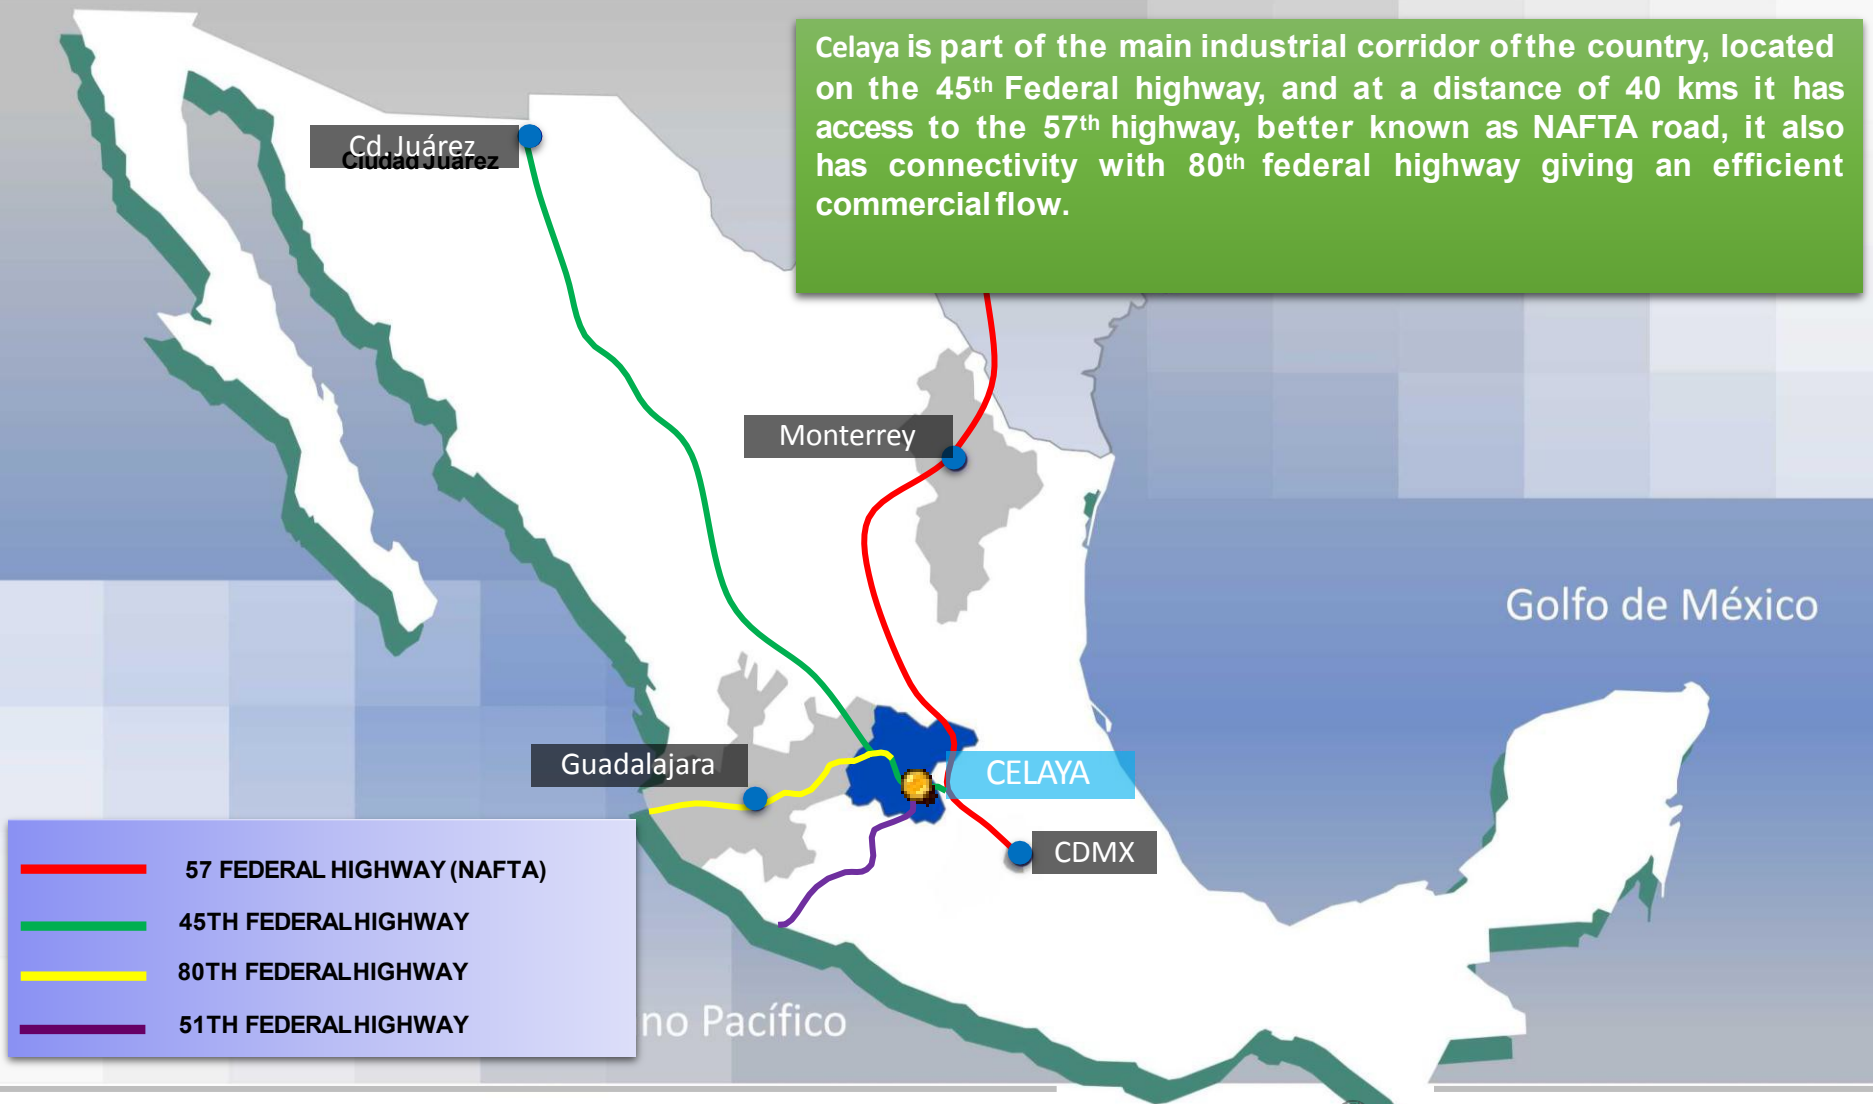 Celaya is part of the main industrial corridor of the country, located
on the 45th Federal highway, and at a distance of 40 kms it has
access to the 57th highway, better known as NAFTA road, it also
has connectivity with 80th federal highway giving an efficient
commercial flow.
Cd. Juárez
Ciudad Juárez
Monterrey
Golfo de México
Guadalajara
CELAYA
CDMX
57 FEDERAL HIGHWAY (NAFTA)
45TH FEDERAL HIGHWAY
80TH FEDERAL HIGHWAY
51TH FEDERAL HIGHWAY
no Pacífico